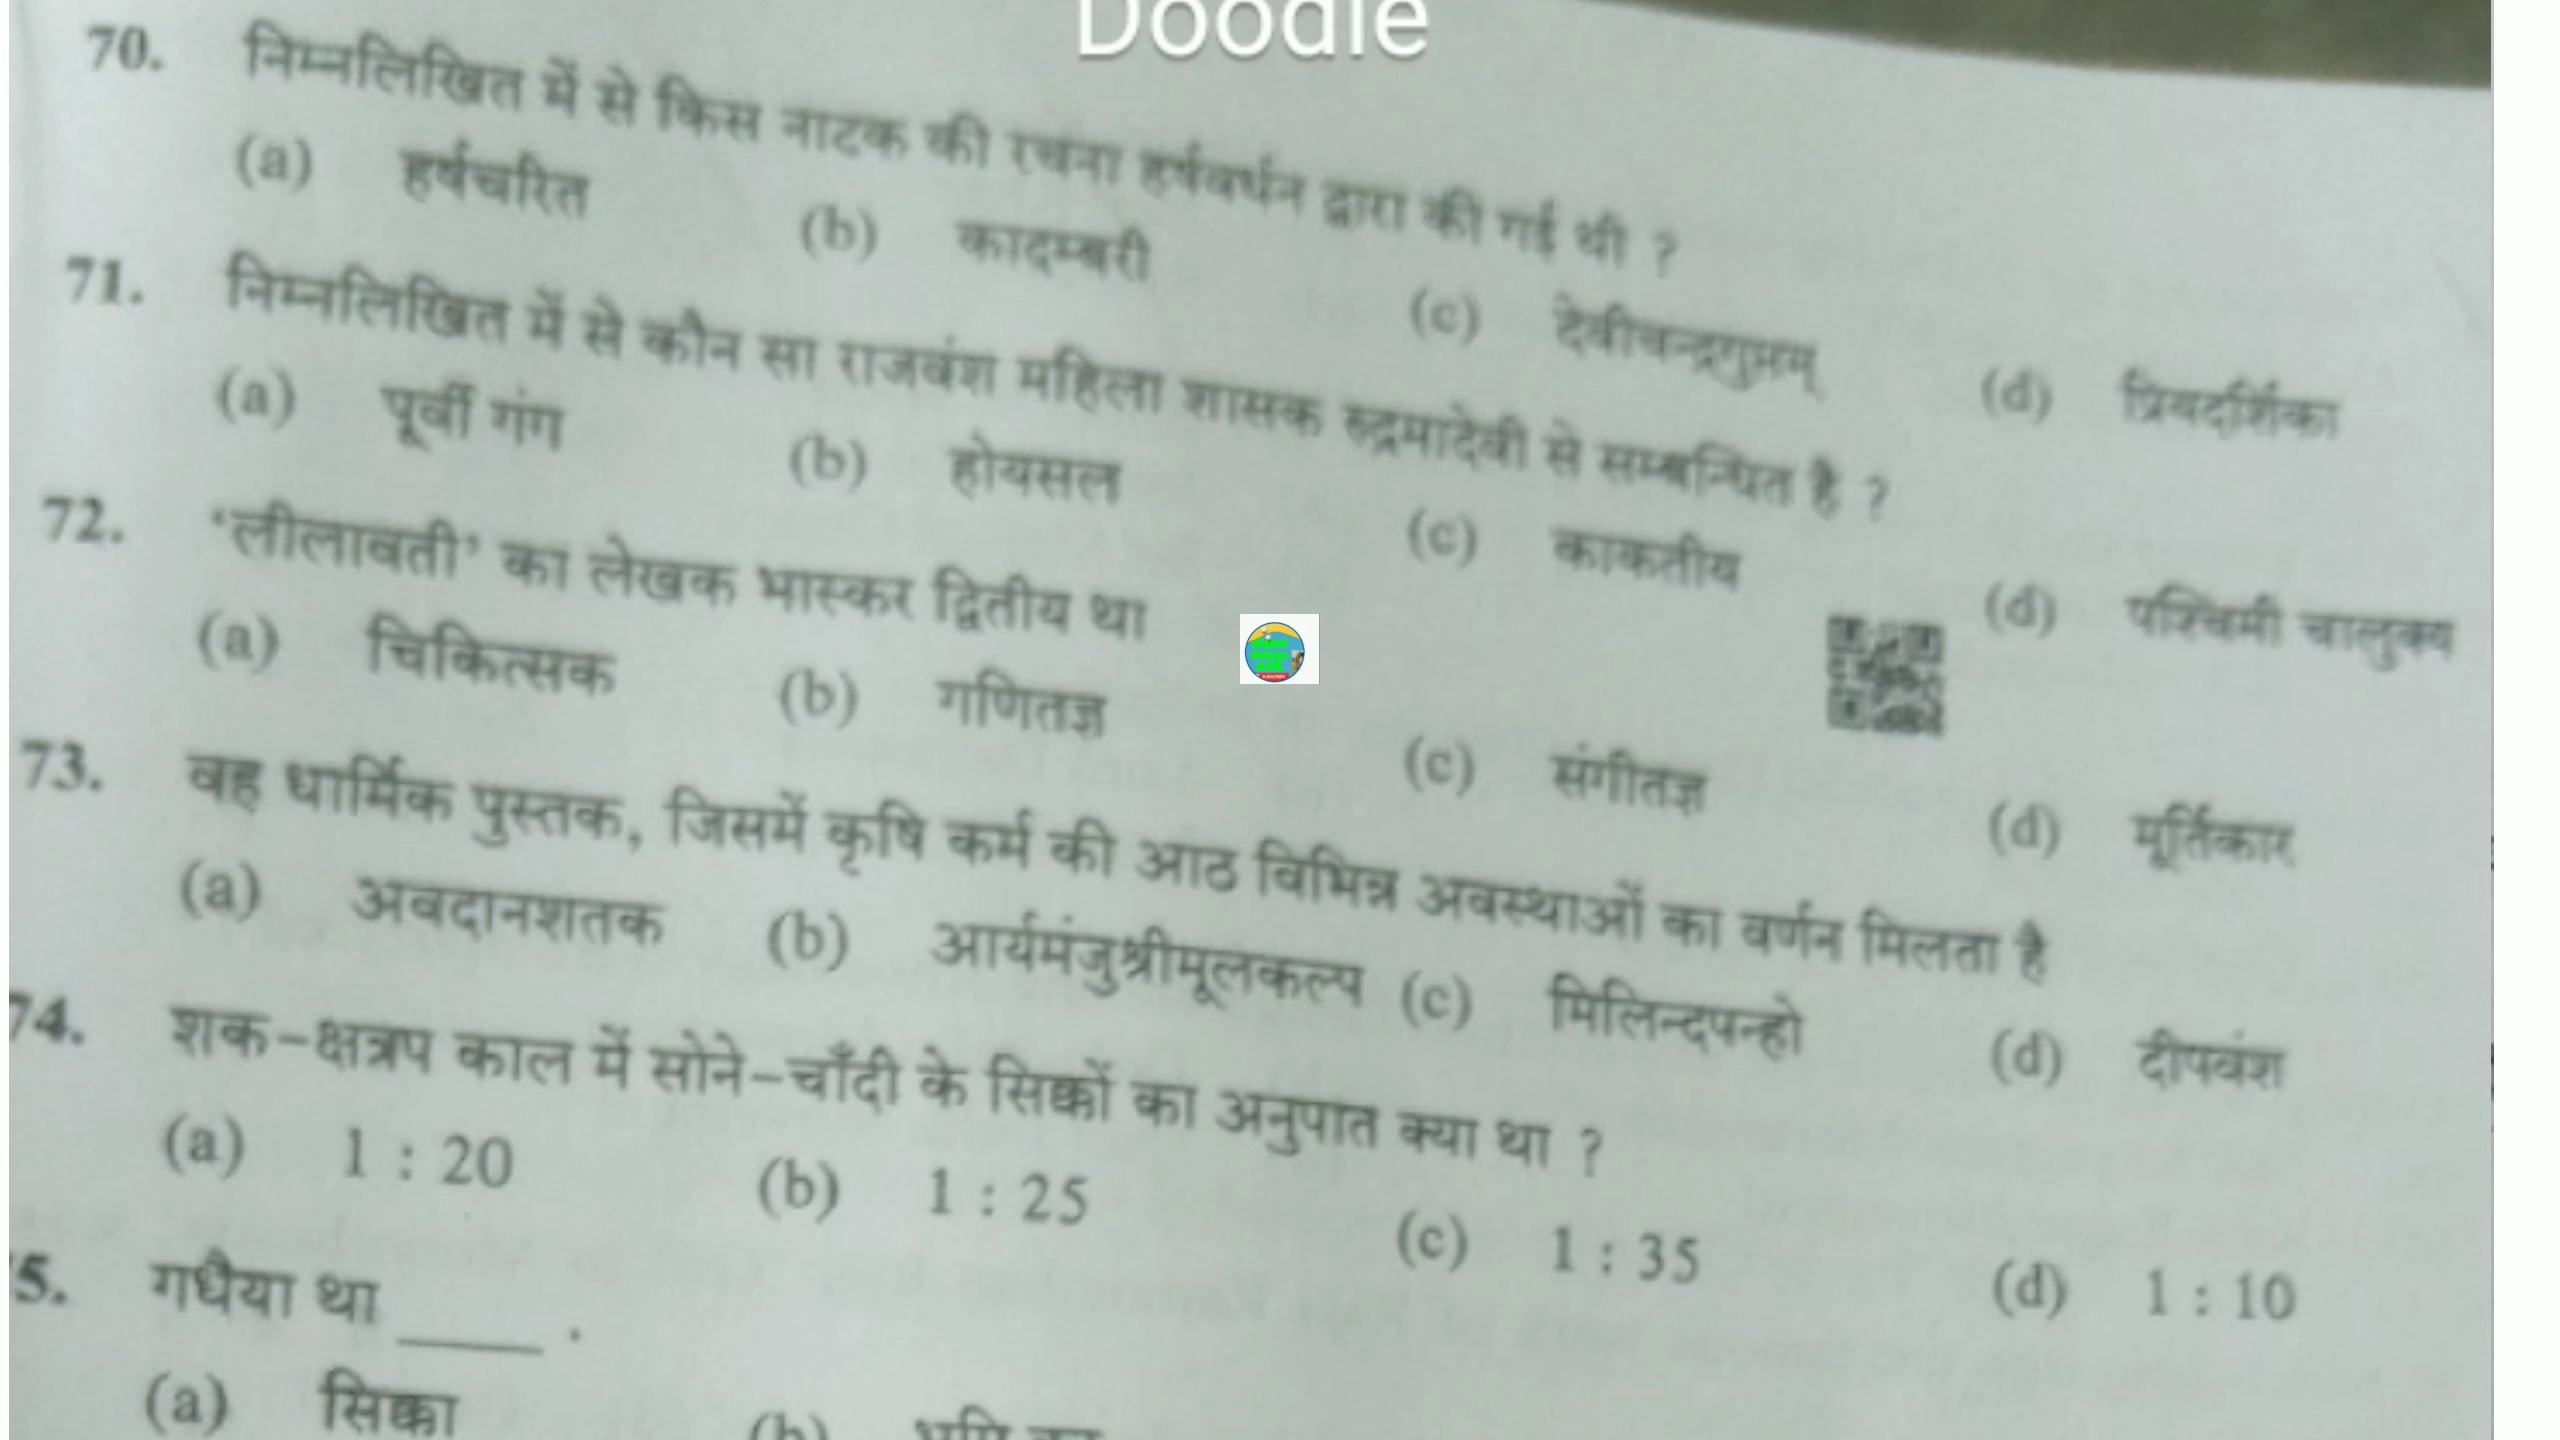 Doodle
70. निम्नलिखित में से किस नाटक की रचना हर्षवर्धन द्वारा की गई थी ?
(a) हर्षचरित (b) कादम्बरी (c) देवीचन्द्रगुप्तम् (d) प्रियदर्शिका
71. निम्नलिखित में से कौन सा राजवंश महिला शासक रुद्रमादेवी से सम्बन्धित है ?
(a) पूर्वी गंग (b) होयसल (c) काकतीय (d) पश्चिमी चालुक्य
72. ‘लीलावती’ का लेखक भास्कर द्वितीय था
(a) चिकित्सक (b) गणितज्ञ (c) संगीतज्ञ (d) मूर्तिकार
73. वह धार्मिक पुस्तक, जिसमें कृषि कर्म की आठ विभिन्न अवस्थाओं का वर्णन मिलता है
(a) अवदानशतक (b) आर्यमंजुश्रीमूलकल्प (c) मिलिन्दपन्हो (d) दीपवंश
74. शक-क्षत्रप काल में सोने-चाँदी के सिक्कों का अनुपात क्या था ?
(a) 1 : 20 (b) 1 : 25 (c) 1 : 35 (d) 1 : 10
5. गधैया था _____ .
(a) सिक्का (b)